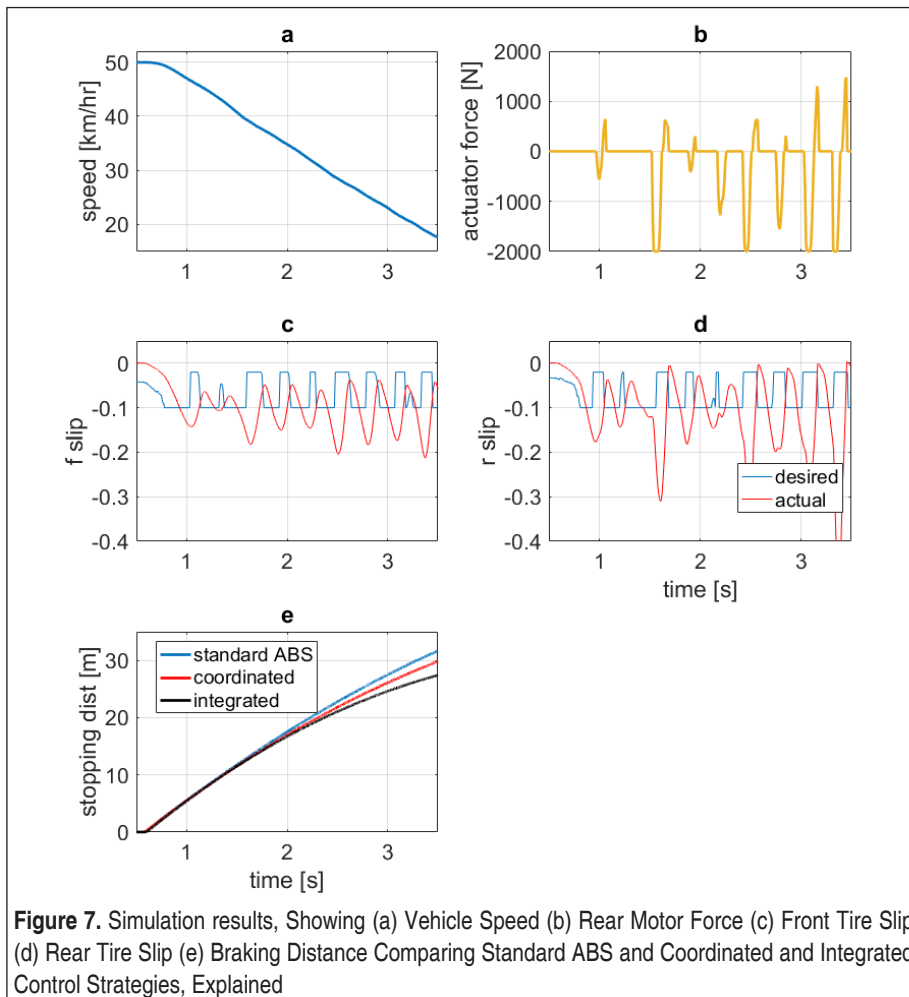 a
speed [km/hr]
50
40
30
20
1 2 3
b
actuator force [N]
2000
1000
0
-1000
-2000
1 2 3
c
f slip
0
-0.1
-0.2
-0.3
-0.4
1 2 3
d
r slip
0
-0.1
-0.2
-0.3
-0.4
desired
actual
1 2 3
time [s]
e
stopping dist [m]
30
20
10
0
standard ABS
coordinated
integrated
1 2 3
time [s]
Figure 7. Simulation results, Showing (a) Vehicle Speed (b) Rear Motor Force (c) Front Tire Slip
(d) Rear Tire Slip (e) Braking Distance Comparing Standard ABS and Coordinated and Integrated
Control Strategies, Explained